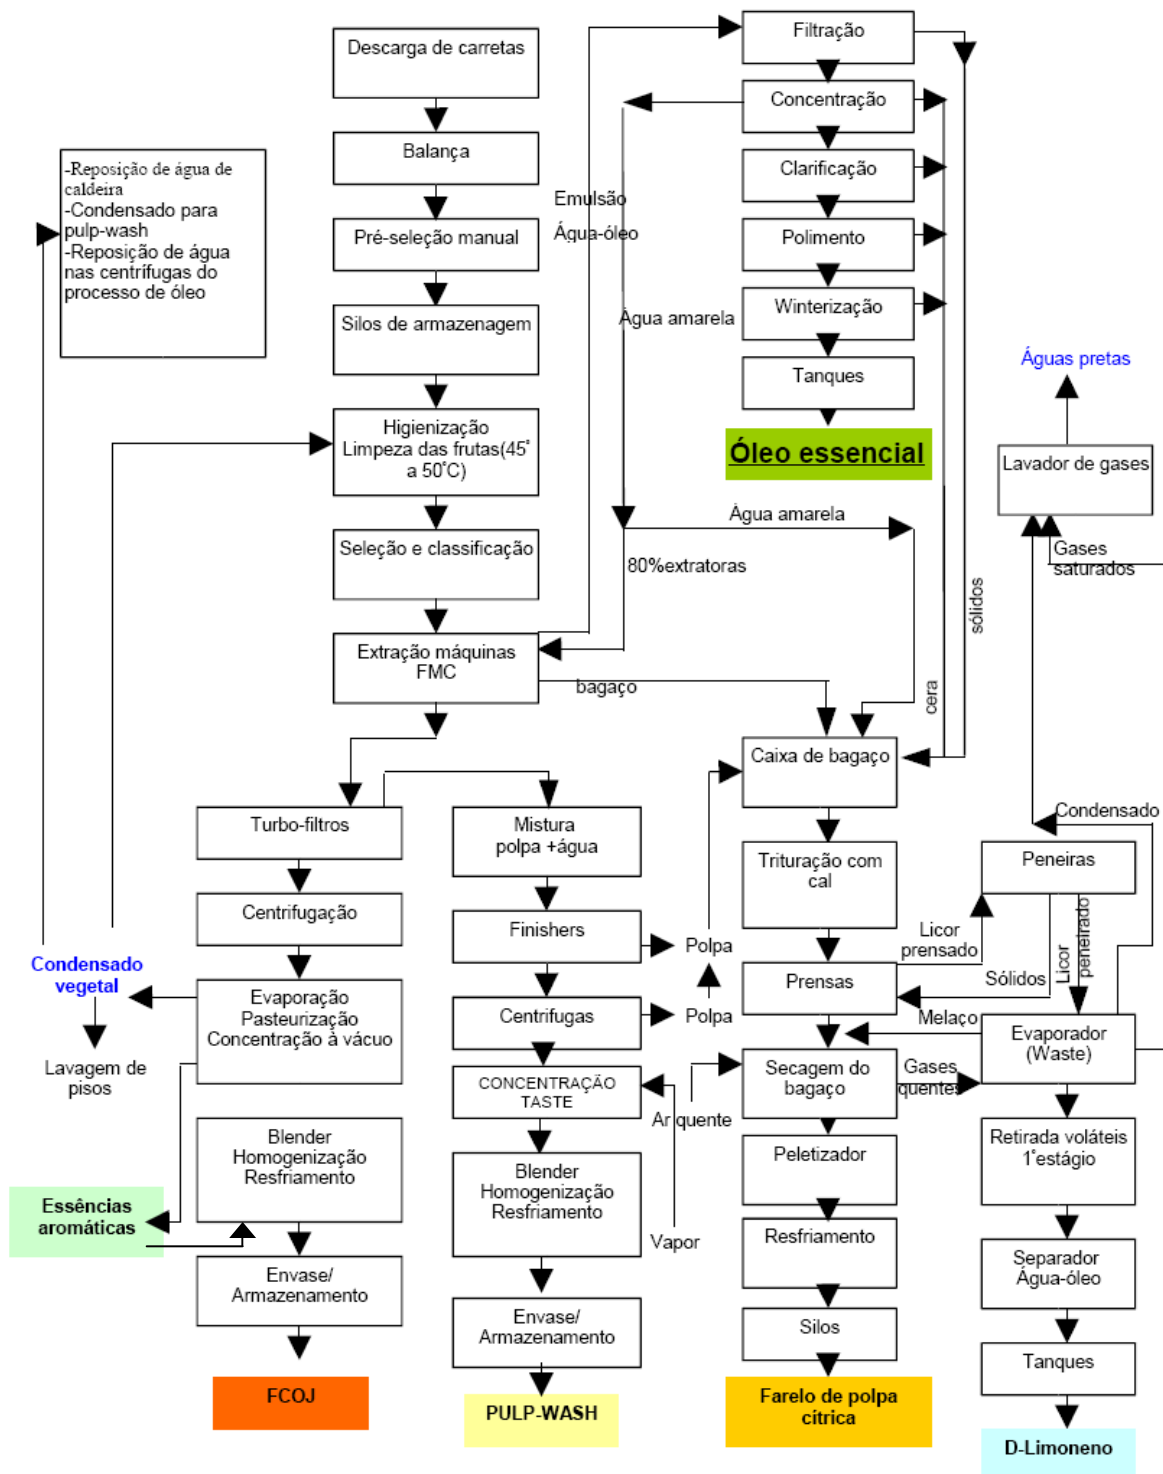 Descarga de carretas
Balança
Pré-seleção manual
Silos de armazenagem
Higienização
Limpeza das frutas(45°
a 50°C)
Seleção e classificação
Extração máquinas
FMC
-Reposição de água de
caldeira
-Condensado para
pulp-wash
-Reposição de água
nas centrífugas do
processo de óleo
Filtração
Concentração
Clarificação
Polimento
Winterização
Tanques
Óleo essencial
Emulsão
Água-óleo
Água amarela
Água amarela
80%extratoras
bagaço
sólidos
cera
Águas pretas
Lavador de gases
Gases
saturados
Condensado
Turbo-filtros
Centrifugação
Evaporação
Pasteurização
Concentração à vácuo
Condensado
vegetal
Lavagem de
pisos
Essências
aromáticas
Blender
Homogenização
Resfriamento
Envase/
Armazenamento
FCOJ
Mistura
polpa +água
Finishers
Polpa
Centrifugas
Polpa
CONCENTRAÇÃO
TASTE
Blender
Homogenização
Resfriamento
Vapor
Envase/
Armazenamento
PULP-WASH
Caixa de bagaço
Trituração com
cal
Prensas
Secagem do
bagaço
Ar quente
Peletizador
Resfriamento
Silos
Farelo de polpa
cítrica
Licor
prensado
Peneiras
Sólidos
Licor
peneirado
Melaço
Gases
quentes
Evaporador
(Waste)
Retirada voláteis
1°estágio
Separador
Água-óleo
Tanques
D-Limoneno